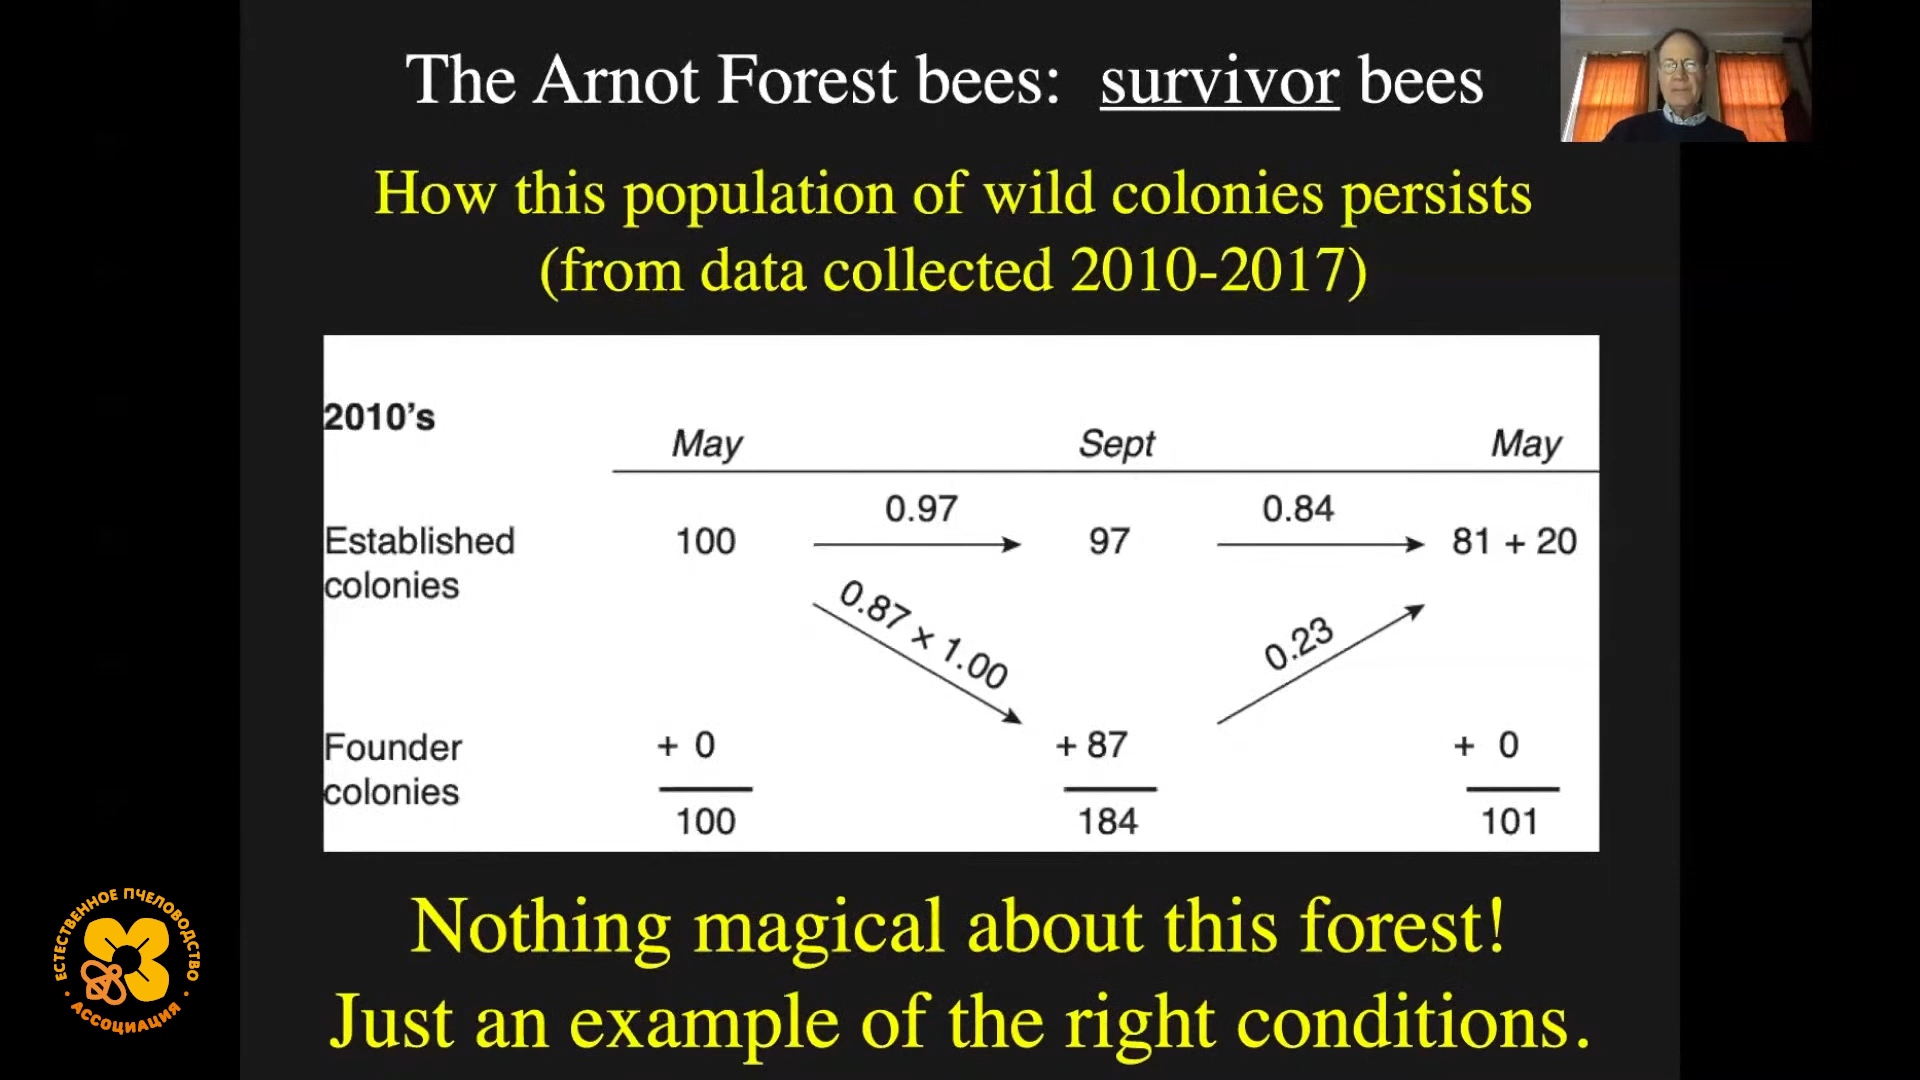 The Arnot Forest bees: survivor bees
How this population of wild colonies persists
(from data collected 2010-2017)
2010's
May Sept May
0.97 0.84
Established colonies 100 97 81 + 20
0.87 × 1.00
0.23
Founder colonies + 0 + 87 + 0
100 184 101
Nothing magical about this forest!
Just an example of the right conditions.
ЕСТЕСТВЕННОЕ ПЧЕЛОВОДСТВО
· АССОЦИАЦИЯ ·